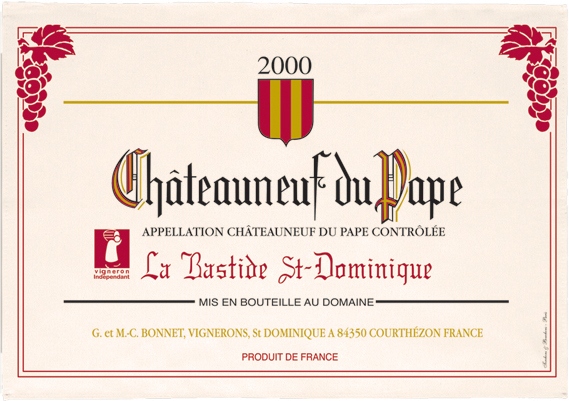 2000
Châteauneuf du Pape
APPELLATION CHÂTEAUNEUF DU PAPE CONTRÔLÉE
vigneron
indépendant
La Bastide St-Dominique
MIS EN BOUTEILLE AU DOMAINE
G. et M.-C. BONNET, VIGNERONS, St DOMINIQUE A 84350 COURTHÉZON FRANCE
PRODUIT DE FRANCE